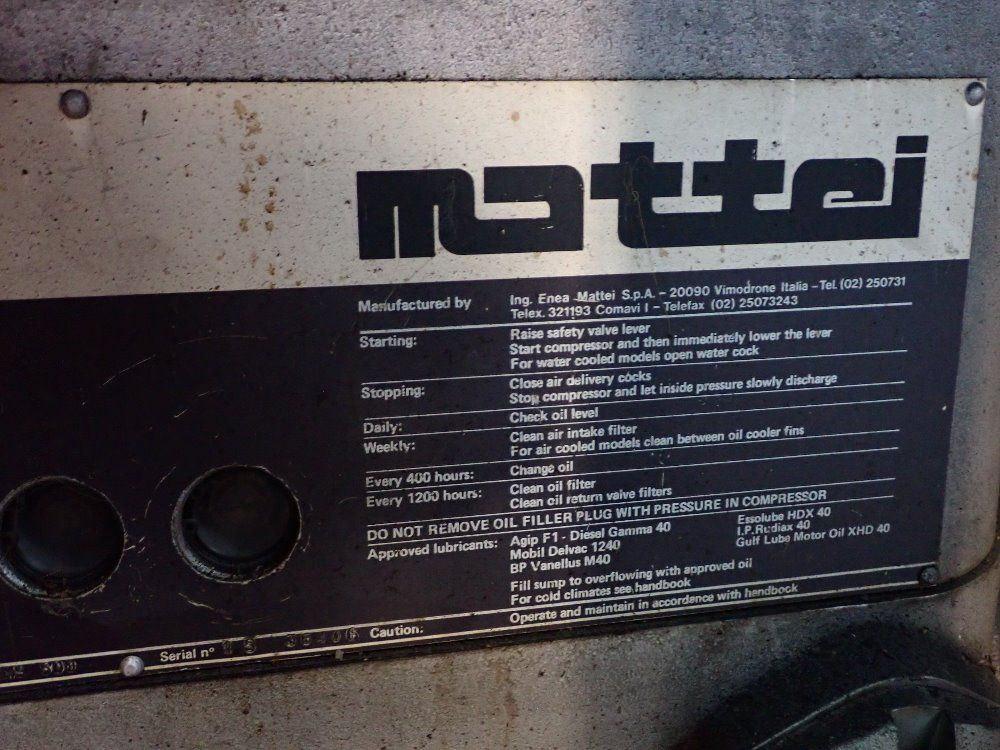 mattei
Manufactured by Ing. Enea Mattei S.p.A. - 20090 Vimodrone Italia - Tel. (02) 250731
Telex. 321193 Comavi I - Telefax (02) 25073243
Starting: Raise safety valve lever
Start compressor and then immediately lower the lever
For water cooled models open water cock
Stopping: Close air delivery cocks
Stop compressor and let inside pressure slowly discharge
Daily: Check oil level
Weekly: Clean air intake filter
For air cooled models clean between oil cooler fins
Every 400 hours: Change oil
Every 1200 hours: Clean oil filter
Clean oil return valve filters
DO NOT REMOVE OIL FILLER PLUG WITH PRESSURE IN COMPRESSOR
Approved lubricants: Agip F1 - Diesel Gamma 40 Essolube HDX 40
Mobil Delvac 1240 I.P. Rudiax 40
BP Vanellus M40 Gulf Lube Motor Oil XHD 40
Fill sump to overflowing with approved oil
For cold climates see handbook
Serial n° Caution: Operate and maintain in accordance with handbook